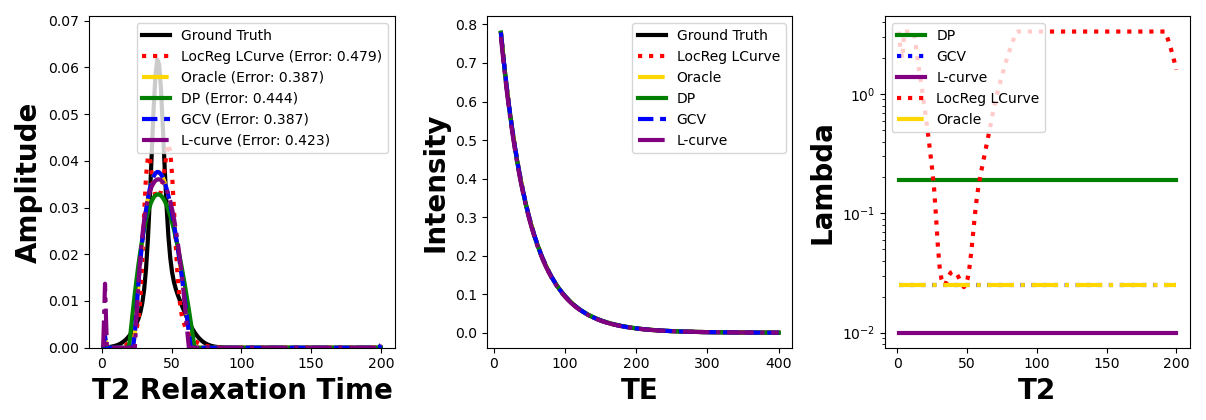 0.07
0.06
0.05
0.04
0.03
0.02
0.01
0.00
Amplitude
0
50
100
150
200
T2 Relaxation Time
Ground Truth
LocReg LCurve (Error: 0.479)
Oracle (Error: 0.387)
DP (Error: 0.444)
GCV (Error: 0.387)
L-curve (Error: 0.423)
0.8
0.7
0.6
0.5
0.4
0.3
0.2
0.1
0.0
Intensity
0
100
200
300
400
TE
Ground Truth
LocReg LCurve
Oracle
DP
GCV
L-curve
10⁰
10⁻¹
10⁻²
Lambda
0
50
100
150
200
T2
DP
GCV
L-curve
LocReg LCurve
Oracle